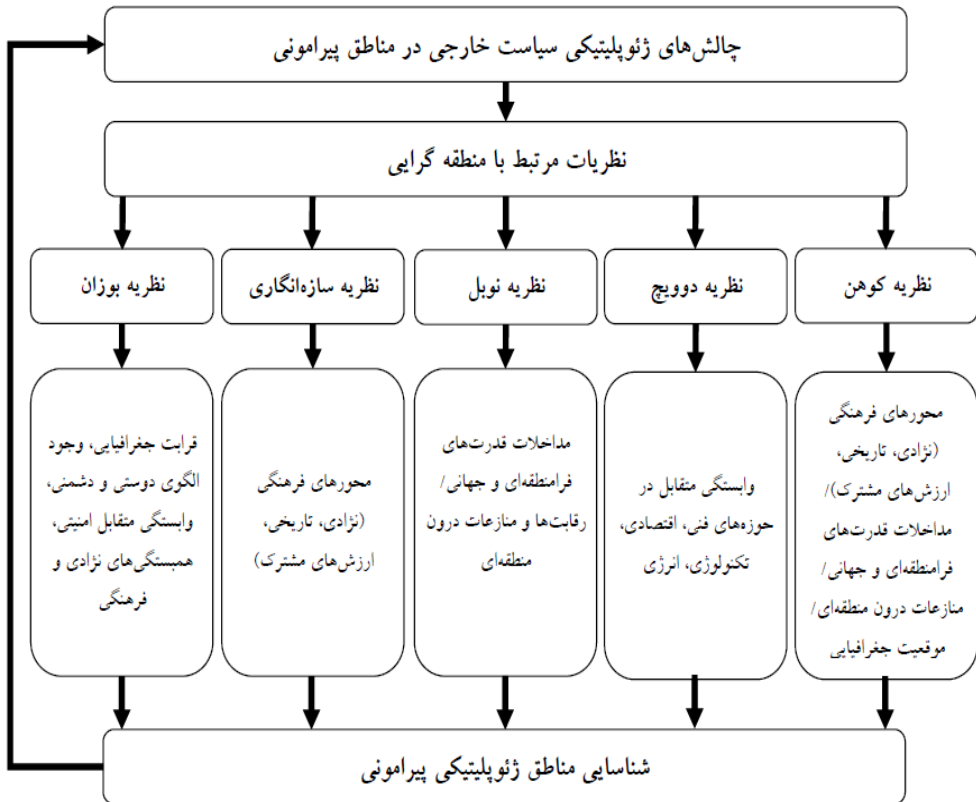 چالش‌های ژئوپلیتیکی سیاست خارجی در مناطق پیرامونی
نظریات مرتبط با منطقه گرایی
نظریه کوهن
نظریه دوویچ
نظریه نوبل
نظریه سازه‌انگاری
نظریه بوزان
محورهای فرهنگی
(نژادی، تاریخی،
ارزش‌های مشترک)/
مداخلات قدرت‌های
فرامنطقه‌ای و جهانی/
منازعات درون منطقه‌ای/
موقعیت جغرافیایی
وابستگی متقابل در
حوزه‌های فنی، اقتصادی،
تکنولوژی، انرژی
مداخلات قدرت‌های
فرامنطقه‌ای و جهانی/
رقابت‌ها و منازعات درون
منطقه‌ای
محورهای فرهنگی
(نژادی، تاریخی،
ارزش‌های مشترک)
قرابت جغرافیایی، وجود
الگوی دوستی و دشمنی،
وابستگی متقابل امنیتی،
همبستگی‌های نژادی و
فرهنگی
شناسایی مناطق ژئوپلیتیکی پیرامونی